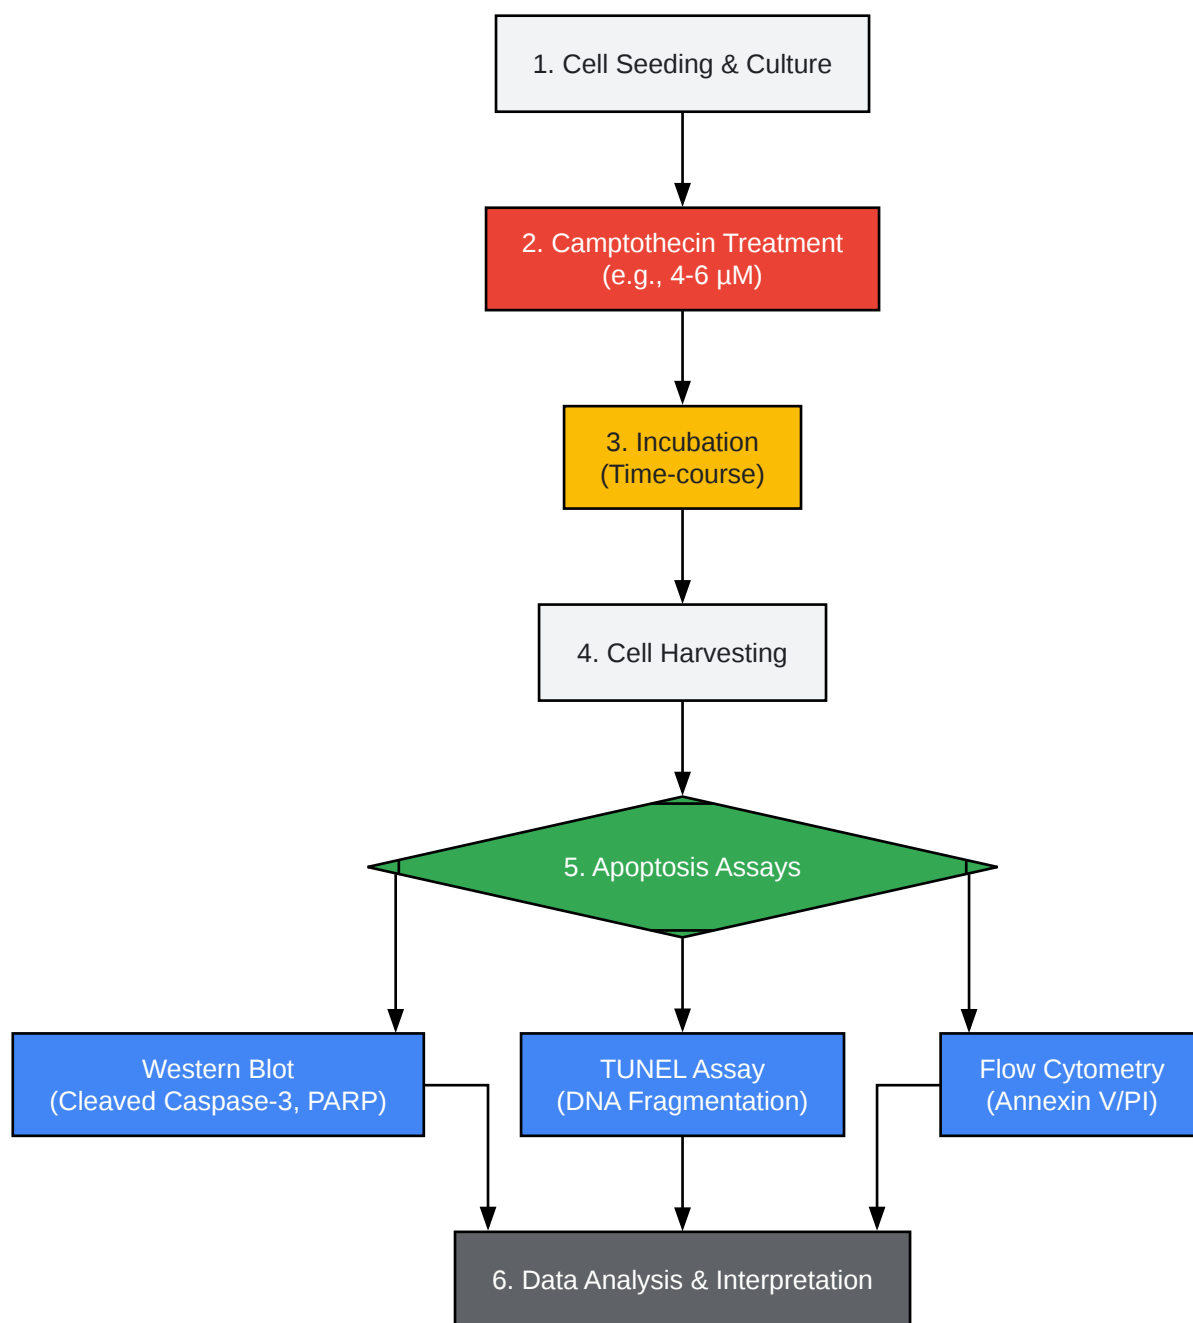 1. Cell Seeding & Culture
2. Camptothecin Treatment
(e.g., 4-6 µM)
3. Incubation
(Time-course)
4. Cell Harvesting
5. Apoptosis Assays
Western Blot
(Cleaved Caspase-3, PARP)
TUNEL Assay
(DNA Fragmentation)
Flow Cytometry
(Annexin V/PI)
6. Data Analysis & Interpretation